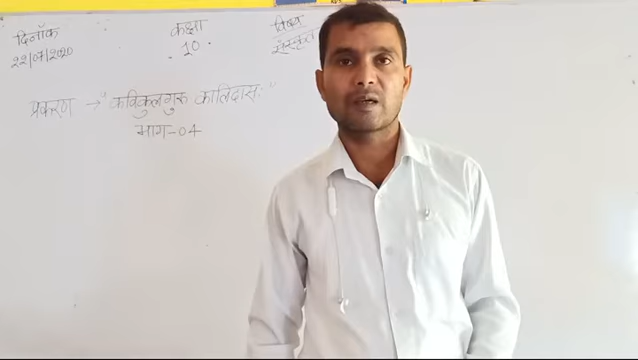 दिनाँक
22/07/2020
कक्षा
10
विषय
संस्कृत
प्रकरण → "कविकुलगुरु कालिदासः"
भाग-04